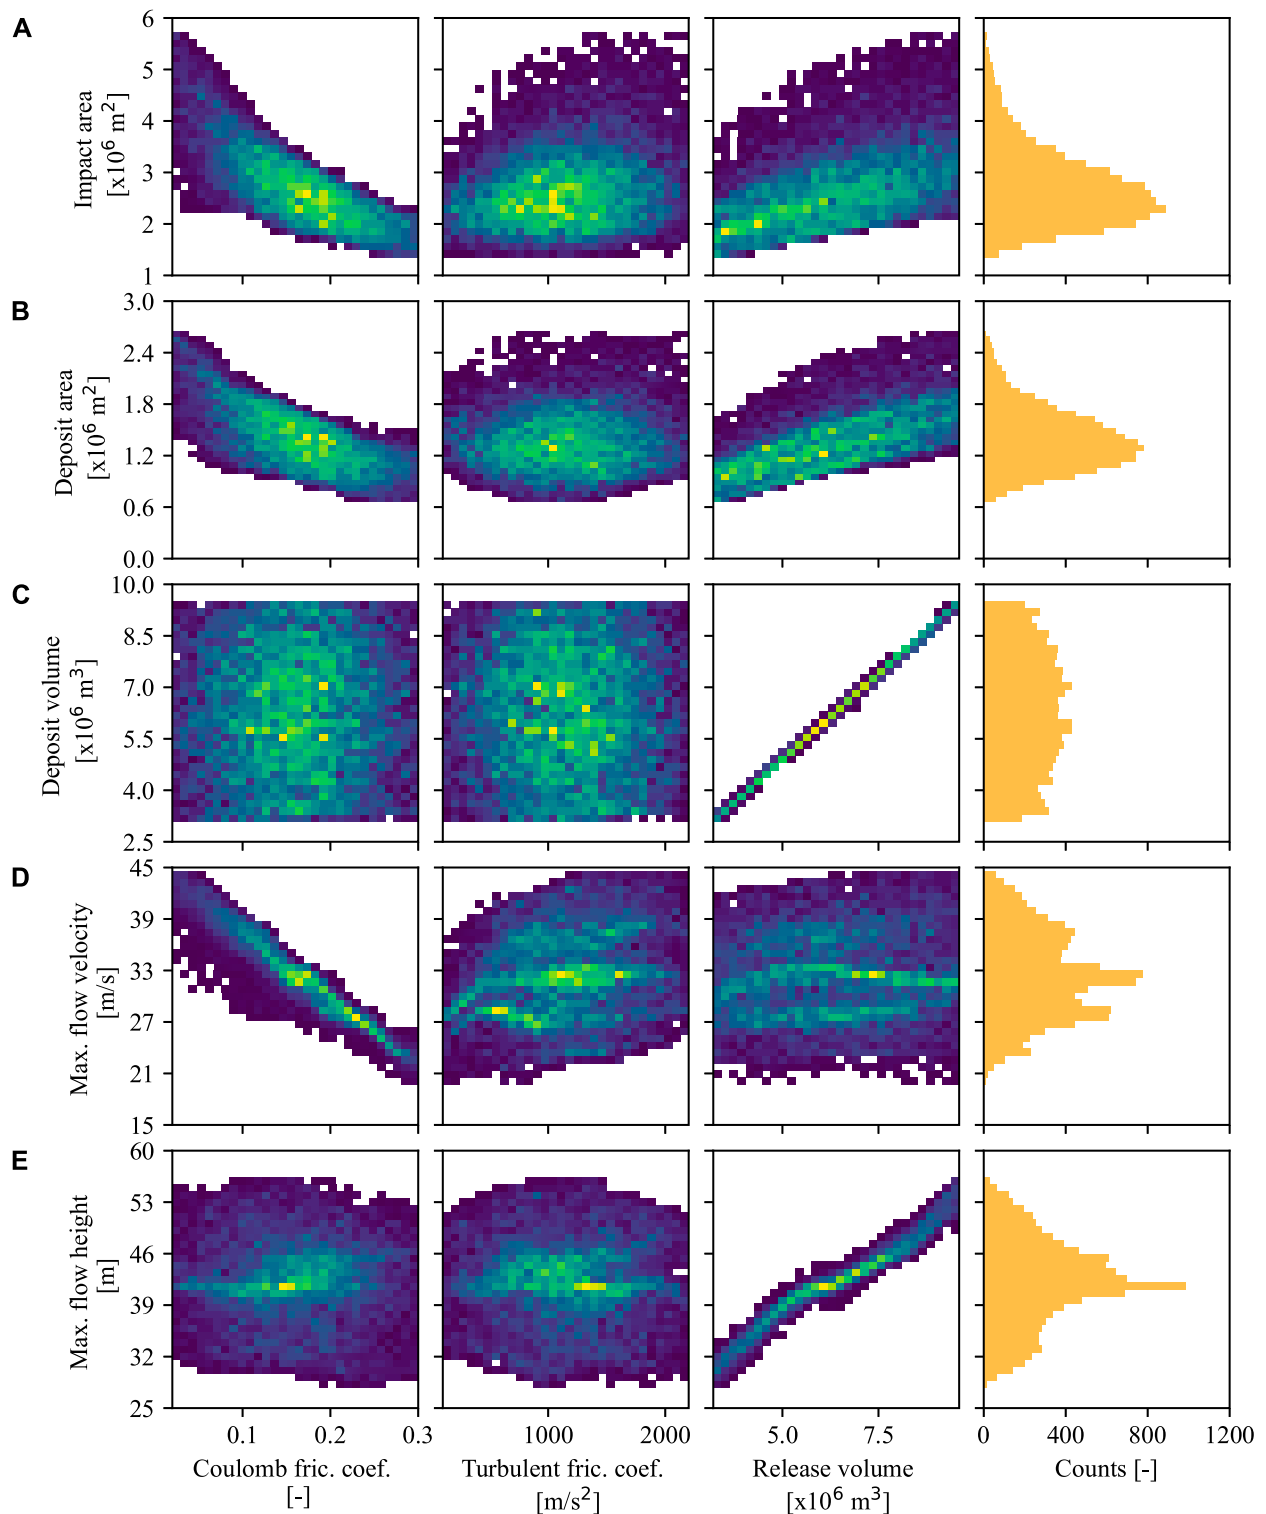 A
Impact area
[x10⁶ m²]
6
5
4
3
2
1
B
Deposit area
[x10⁶ m²]
3.0
2.4
1.8
1.2
0.6
0.0
C
Deposit volume
[x10⁶ m³]
10.0
8.5
7.0
5.5
4.0
2.5
D
Max. flow velocity
[m/s]
45
39
33
27
21
15
E
Max. flow height
[m]
60
53
46
39
32
25
0.1 0.2 0.3
Coulomb fric. coef.
[-]
1000 2000
Turbulent fric. coef.
[m/s²]
5.0 7.5
Release volume
[x10⁶ m³]
0 400 800 1200
Counts [-]